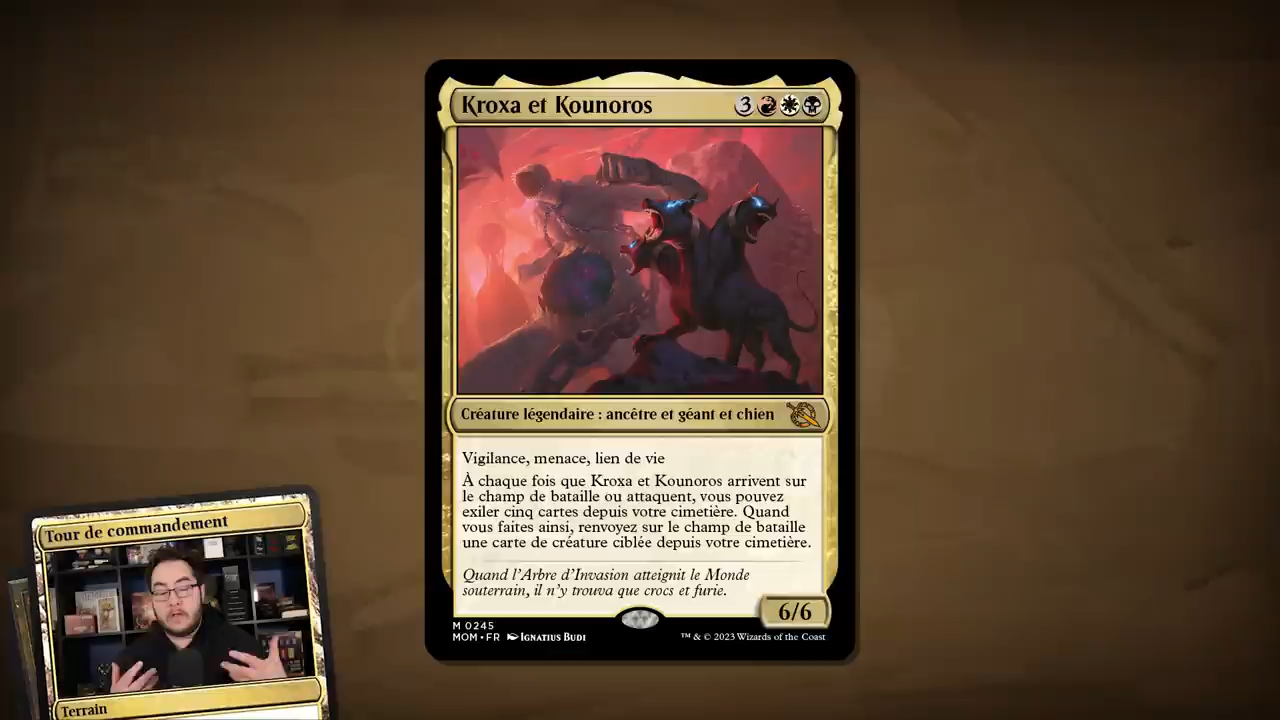 Kroxa et Kounoros
3
Créature légendaire : ancêtre et géant et chien
Vigilance, menace, lien de vie
À chaque fois que Kroxa et Kounoros arrivent sur
le champ de bataille ou attaquent, vous pouvez
exiler cinq cartes depuis votre cimetière. Quand
vous faites ainsi, renvoyez sur le champ de bataille
une carte de créature ciblée depuis votre cimetière.
Quand l'Arbre d'Invasion atteignit le Monde
souterrain, il n'y trouva que crocs et furie.
6/6
M 0245
MOM • FR Ignatius Budi
™ & © 2023 Wizards of the Coast
Tour de commandement
Terrain